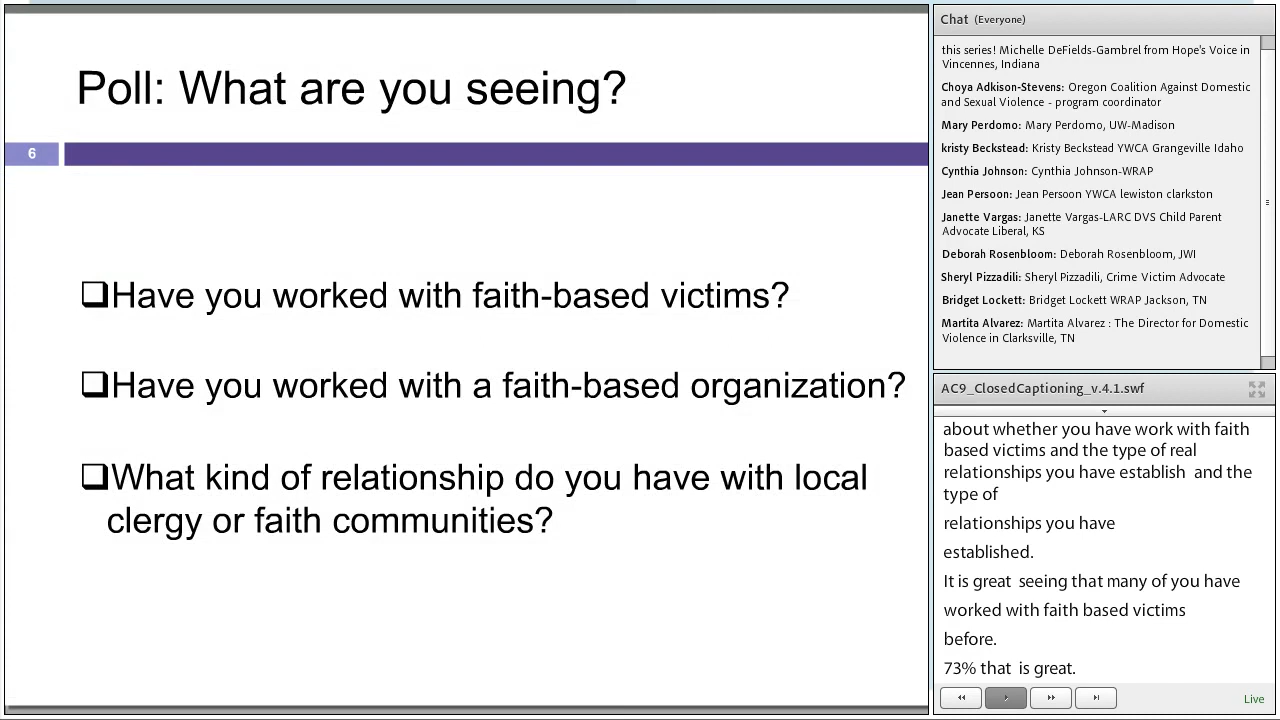 Poll: What are you seeing?
6
❑Have you worked with faith-based victims?
❑Have you worked with a faith-based organization?
❑What kind of relationship do you have with local
clergy or faith communities?
Chat (Everyone)
this series! Michelle DeFields-Gambrel from Hope's Voice in
Vincennes, Indiana
Choya Adkison-Stevens: Oregon Coalition Against Domestic
and Sexual Violence - program coordinator
Mary Perdomo: Mary Perdomo, UW-Madison
kristy Beckstead: Kristy Beckstead YWCA Grangeville Idaho
Cynthia Johnson: Cynthia Johnson-WRAP
Jean Persoon: Jean Persoon YWCA lewiston clarkston
Janette Vargas: Janette Vargas-LARC DVS Child Parent
Advocate Liberal, KS
Deborah Rosenbloom: Deborah Rosenbloom, JWI
Sheryl Pizzadili: Sheryl Pizzadili, Crime Victim Advocate
Bridget Lockett: Bridget Lockett WRAP Jackson, TN
Martita Alvarez: Martita Alvarez : The Director for Domestic
Violence in Clarksville, TN
AC9_ClosedCaptioning_v.4.1.swf
about whether you have work with faith
based victims and the type of real
relationships you have establish  and the
type of
relationships you have
established.
It is great  seeing that many of you have
worked with faith based victims
before.
73% that  is great.
Live